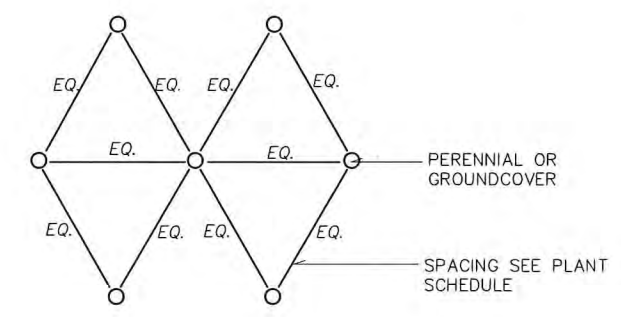 EQ. EQ. EQ. EQ.
EQ. EQ.
PERENNIAL OR
GROUNDCOVER
EQ. EQ. EQ. EQ.
SPACING SEE PLANT
SCHEDULE